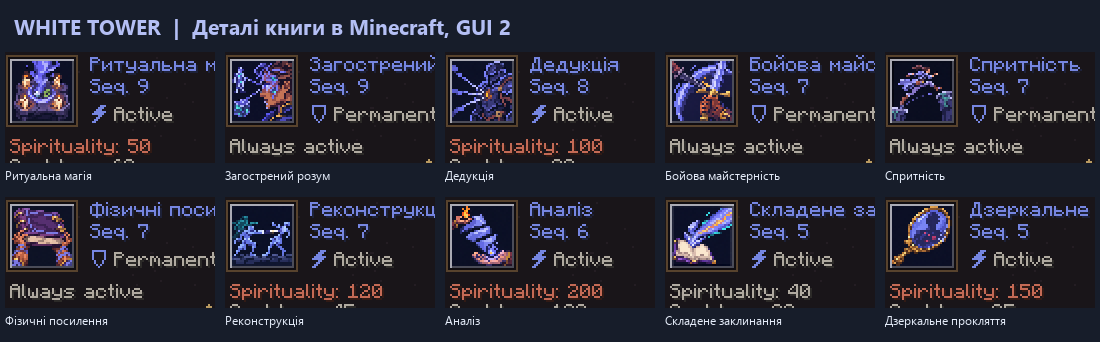 WHITE TOWER | Деталі книги в Minecraft, GUI 2
Ритуальна м
Seq. 9
Active
Spirituality: 50
Ритуальна магія
Загострений
Seq. 9
Permanent
Always active
Загострений розум
Дедукція
Seq. 8
Active
Spirituality: 100
Дедукція
Бойова майс
Seq. 7
Permanent
Always active
Бойова майстерність
Спритність
Seq. 7
Permanent
Always active
Спритність
Фізичні поси
Seq. 7
Permanent
Always active
Фізичні посилення
Реконструкц
Seq. 7
Active
Spirituality: 120
Реконструкція
Аналіз
Seq. 6
Active
Spirituality: 200
Аналіз
Складене за
Seq. 5
Active
Spirituality: 40
Складене заклинання
Дзеркальне
Seq. 5
Active
Spirituality: 150
Дзеркальне прокляття